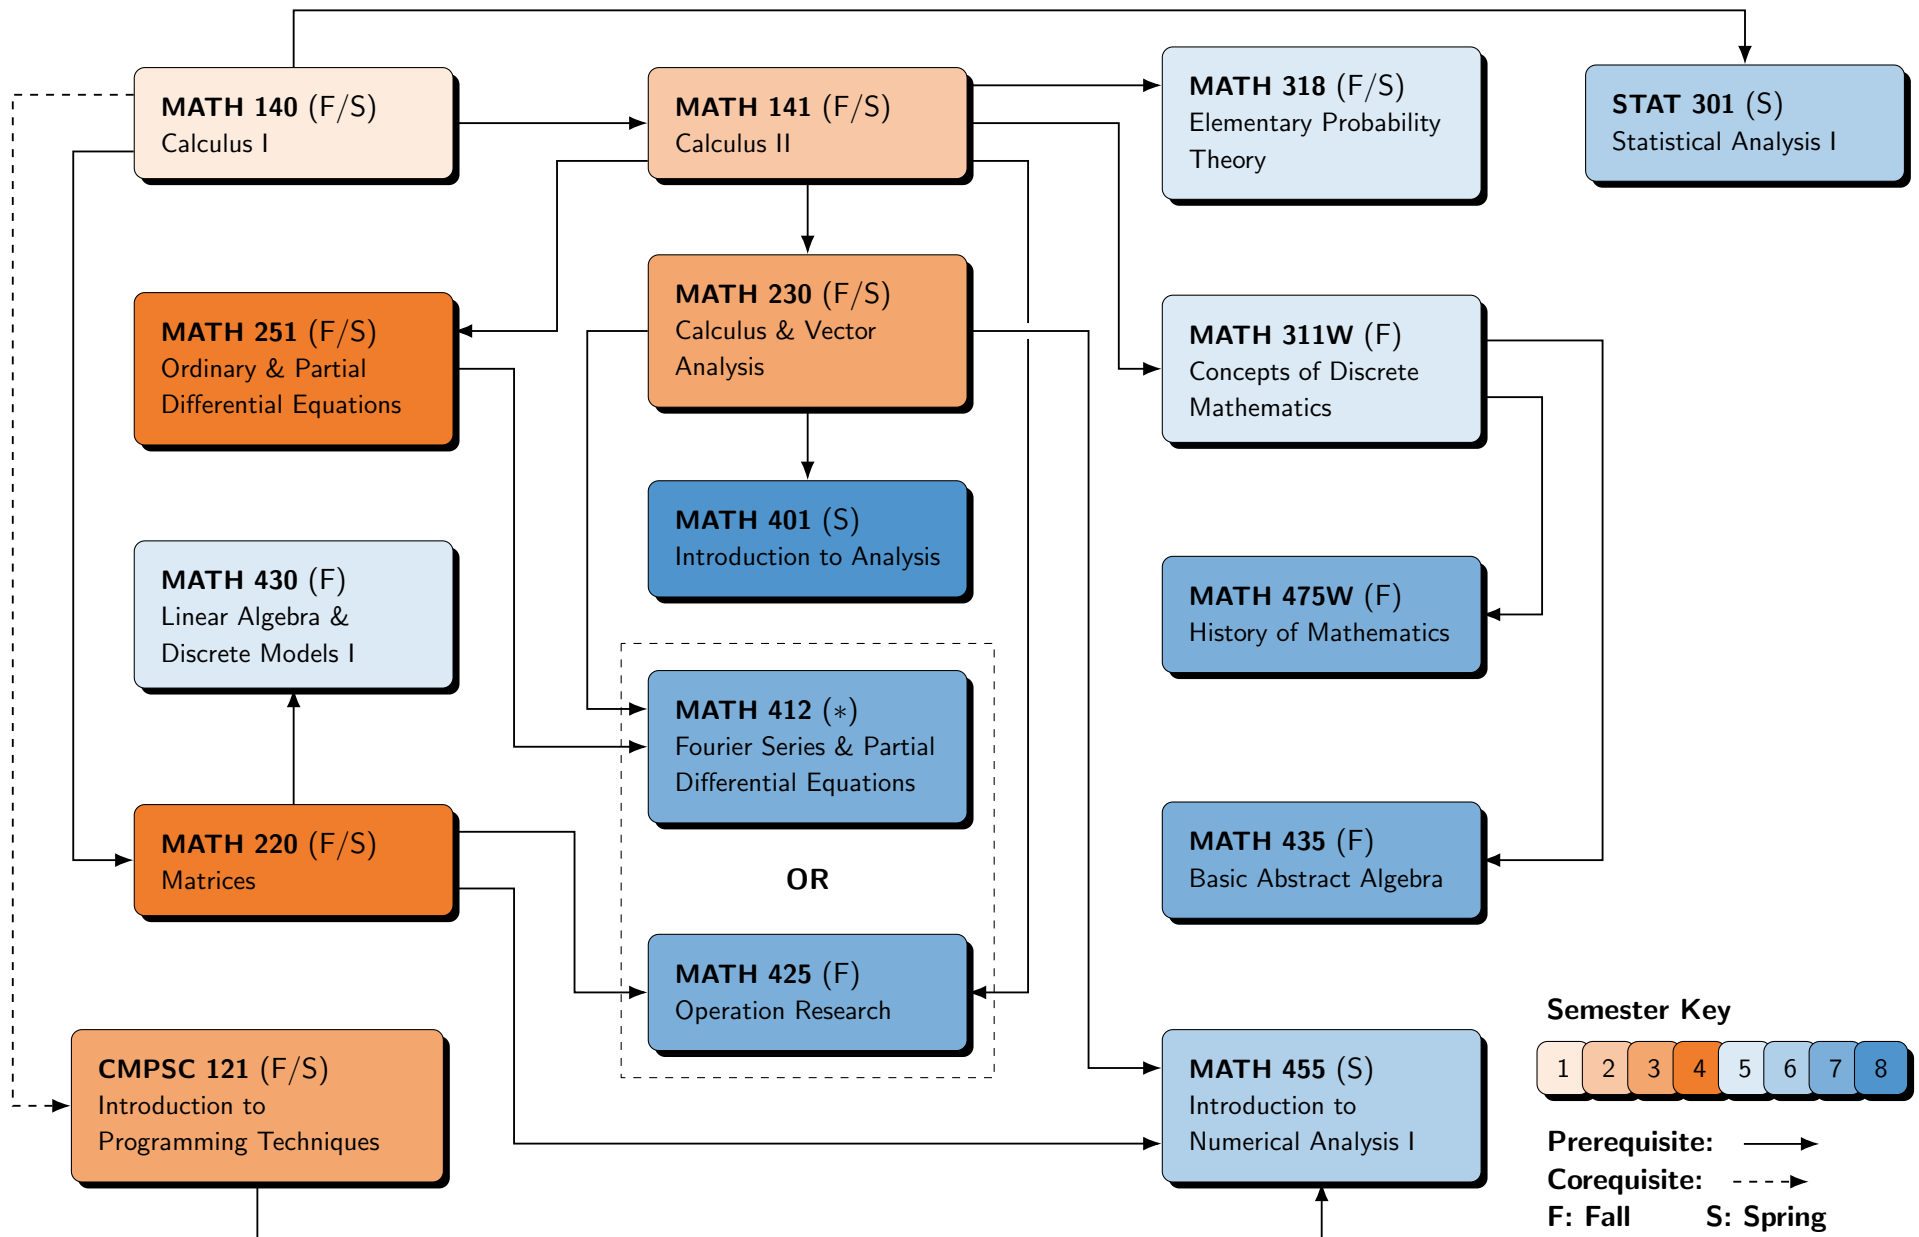 MATH 140 (F/S)
Calculus I
MATH 141 (F/S)
Calculus II
MATH 318 (F/S)
Elementary Probability
Theory
STAT 301 (S)
Statistical Analysis I
MATH 251 (F/S)
Ordinary & Partial
Differential Equations
MATH 230 (F/S)
Calculus & Vector
Analysis
MATH 311W (F)
Concepts of Discrete
Mathematics
MATH 430 (F)
Linear Algebra &
Discrete Models I
MATH 401 (S)
Introduction to Analysis
MATH 475W (F)
History of Mathematics
MATH 412 (*)
Fourier Series & Partial
Differential Equations
MATH 220 (F/S)
Matrices
OR
MATH 435 (F)
Basic Abstract Algebra
MATH 425 (F)
Operation Research
CMPSC 121 (F/S)
Introduction to
Programming Techniques
MATH 455 (S)
Introduction to
Numerical Analysis I
Semester Key
1 2 3 4 5 6 7 8
Prerequisite:
Corequisite:
F: Fall S: Spring